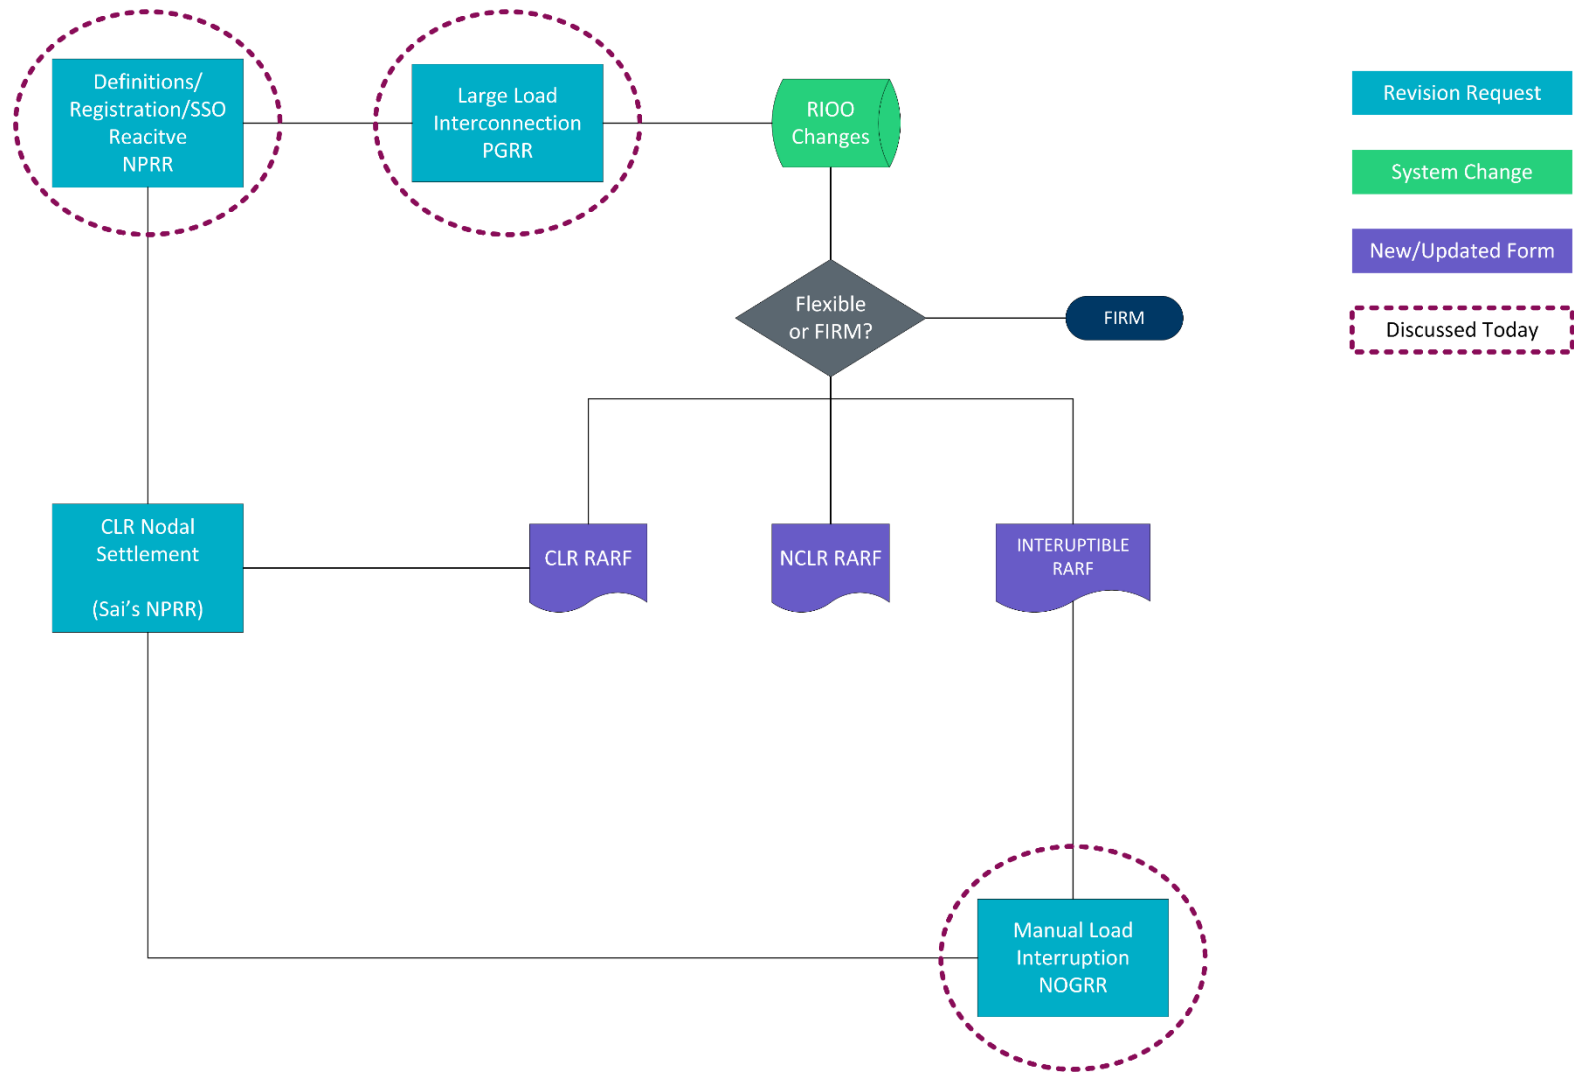 Definitions/
Registration/SSO
Reacitve
NPRR
Large Load
Interconnection
PGRR
RIOO
Changes
Revision Request
System Change
New/Updated Form
Discussed Today
Flexible
or FIRM?
FIRM
CLR Nodal
Settlement
(Sai's NPRR)
CLR RARF
NCLR RARF
INTERUPTIBLE
RARF
Manual Load
Interruption
NOGRR